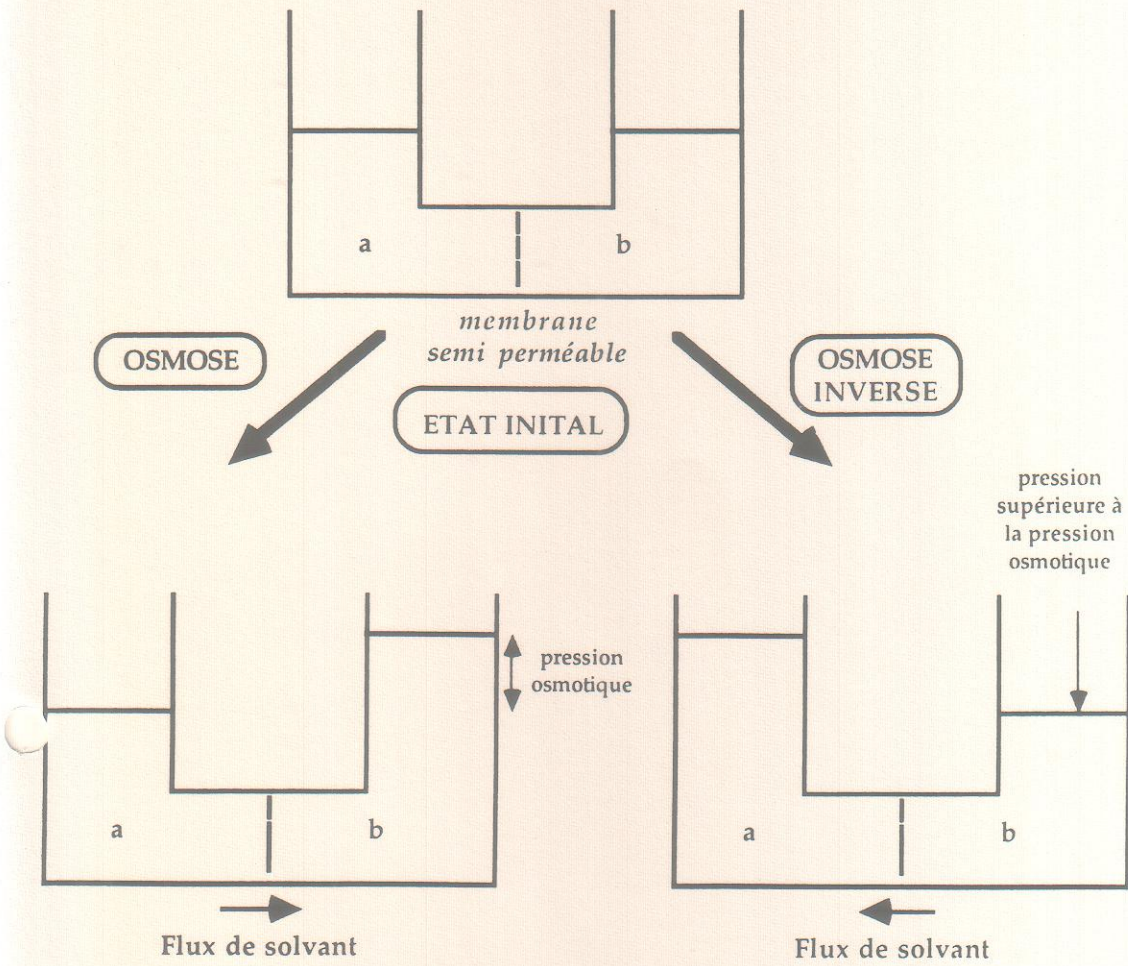 a
b
membrane
semi perméable
OSMOSE
ETAT INITAL
OSMOSE
INVERSE
pression
supérieure à
la pression
osmotique
pression
osmotique
a
b
Flux de solvant
a
b
Flux de solvant